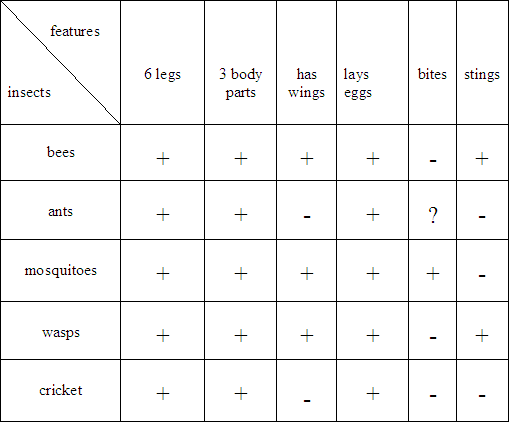 features
insects
6 legs
3 body
parts
has
wings
lays
eggs
bites
stings
bees + + + + - +
ants + + - + ? -
mosquitoes + + + + + -
wasps + + + + - +
cricket + + - + - -